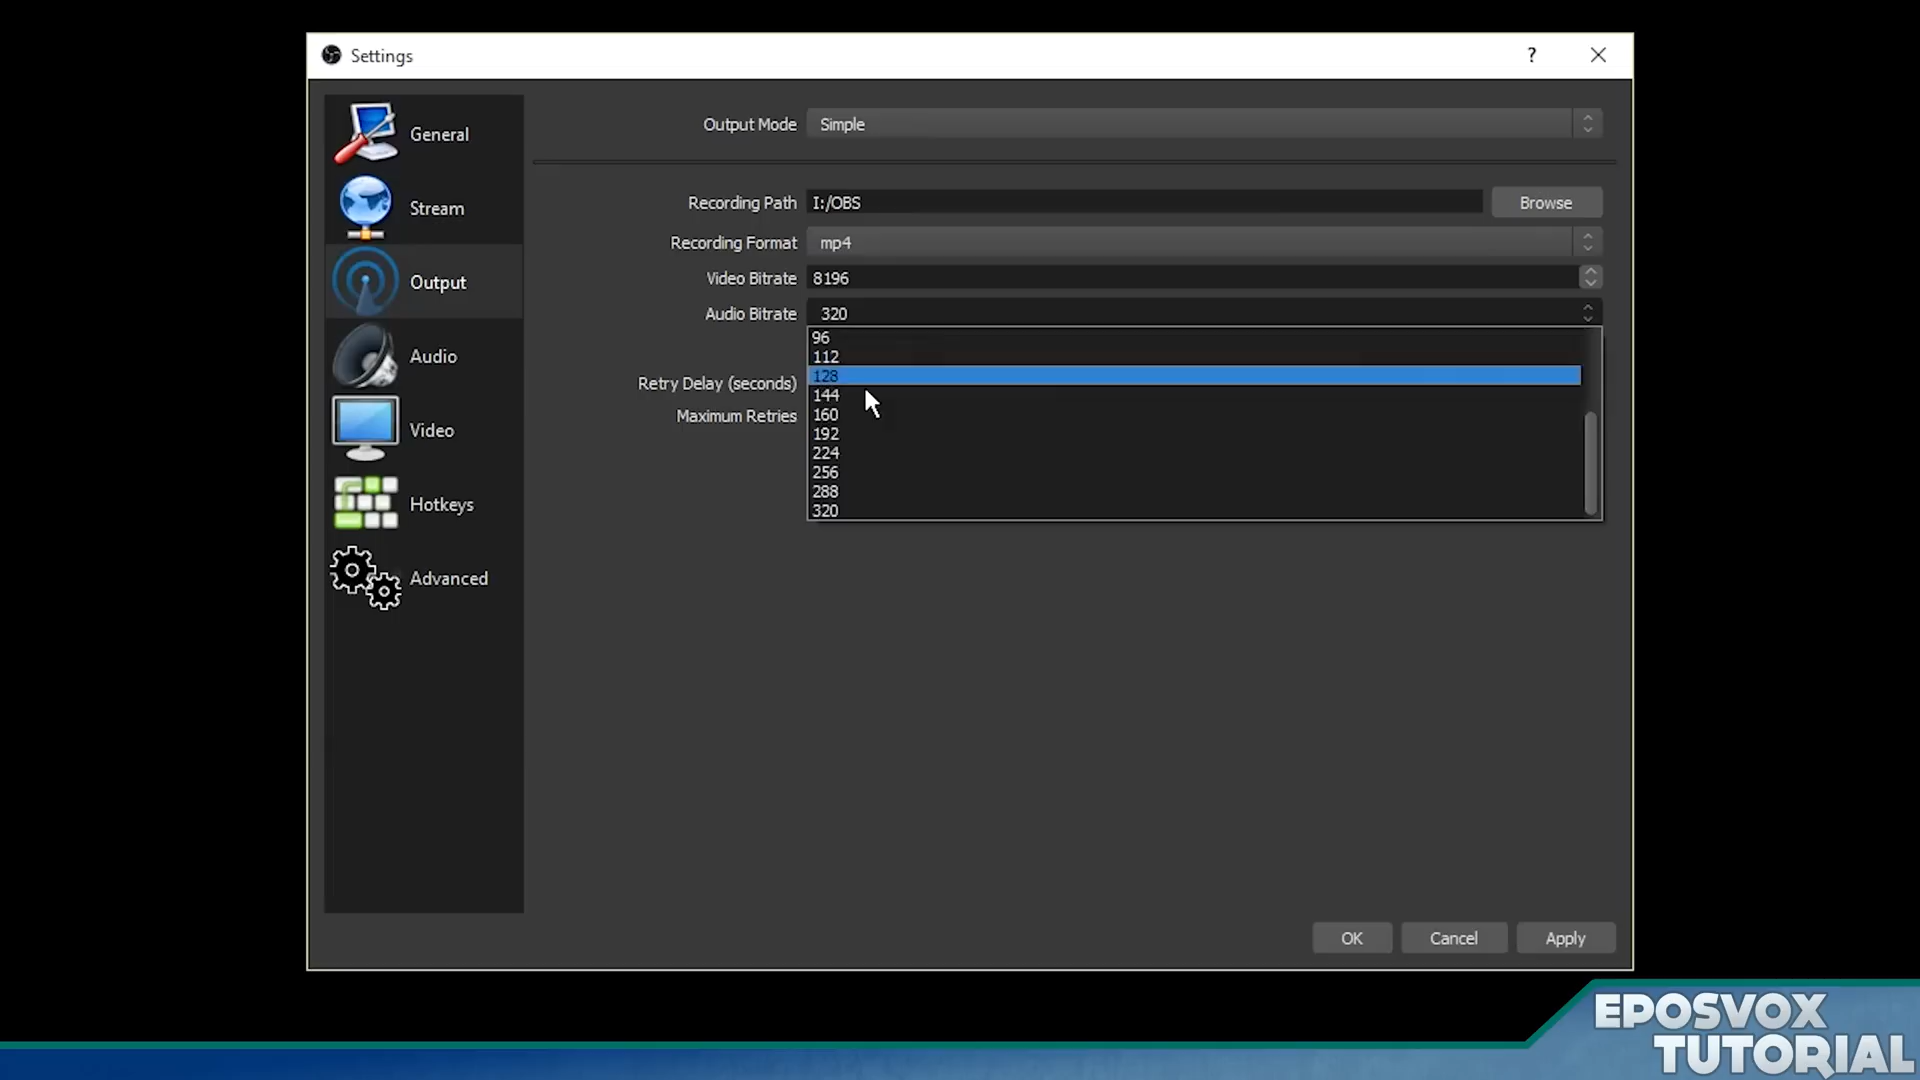 Settings
?
General
Stream
Output
Audio
Video
Hotkeys
Advanced
Output Mode Simple
Recording Path I:/OBS Browse
Recording Format mp4
Video Bitrate 8196
Audio Bitrate 320
96
112
128
144
160
192
224
256
288
320
Retry Delay (seconds)
Maximum Retries
OK Cancel Apply
EPOSVOX
TUTORIAL